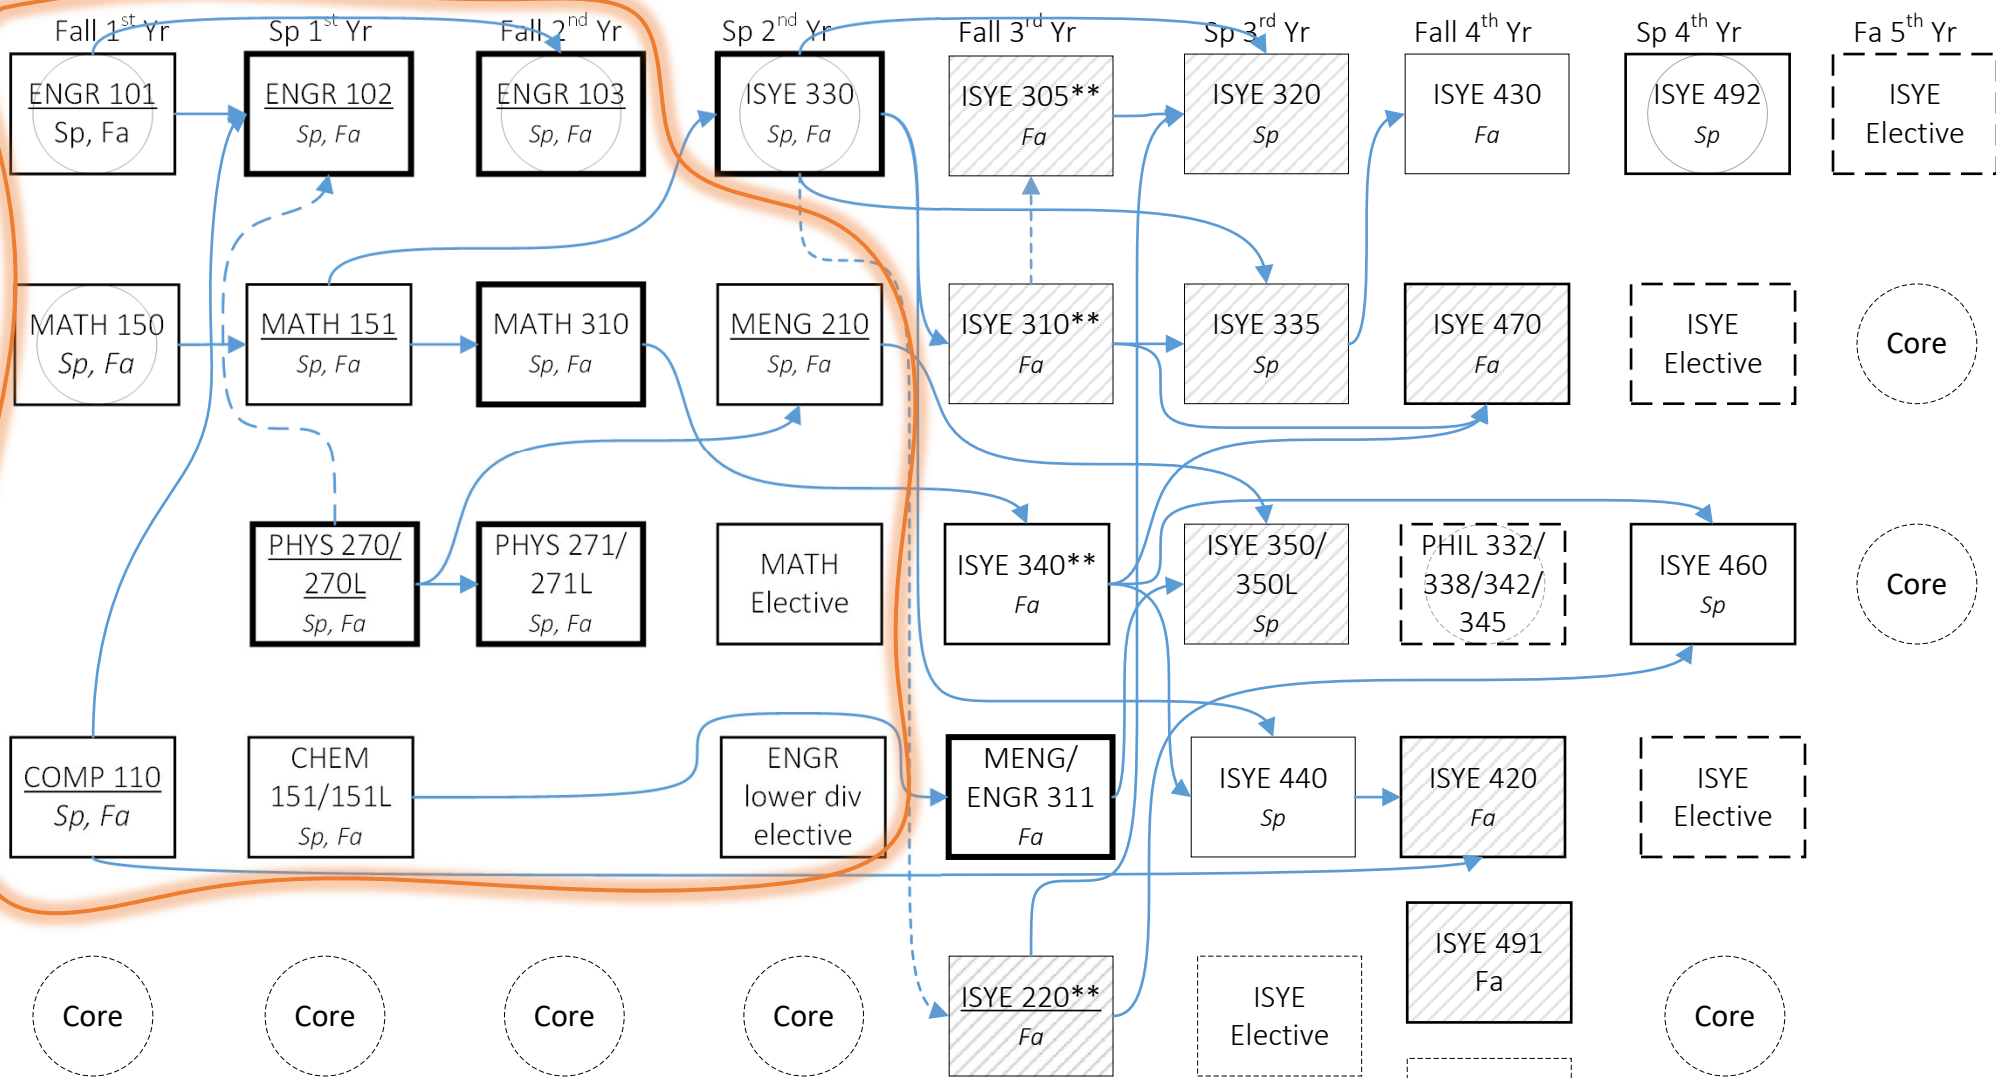 Fall 1st Yr
Sp 1st Yr
Fall 2nd Yr
Sp 2nd Yr
Fall 3rd Yr
Sp 3rd Yr
Fall 4th Yr
Sp 4th Yr
Fa 5th Yr
ENGR 101
Sp, Fa
ENGR 102
Sp, Fa
ENGR 103
Sp, Fa
ISYE 330
Sp, Fa
ISYE 305**
Fa
ISYE 320
Sp
ISYE 430
Fa
ISYE 492
Sp
ISYE
Elective
MATH 150
Sp, Fa
MATH 151
Sp, Fa
MATH 310
Sp, Fa
MENG 210
Sp, Fa
ISYE 310**
Fa
ISYE 335
Sp
ISYE 470
Fa
ISYE
Elective
Core
PHYS 270/
270L
Sp, Fa
PHYS 271/
271L
Sp, Fa
MATH
Elective
ISYE 340**
Fa
ISYE 350/
350L
Sp
PHIL 332/
338/342/
345
ISYE 460
Sp
Core
COMP 110
Sp, Fa
CHEM
151/151L
Sp, Fa
ENGR
lower div
elective
MENG/
ENGR 311
Fa
ISYE 440
Sp
ISYE 420
Fa
ISYE
Elective
Core
Core
Core
Core
ISYE 220**
Fa
ISYE
Elective
ISYE 491
Fa
Core